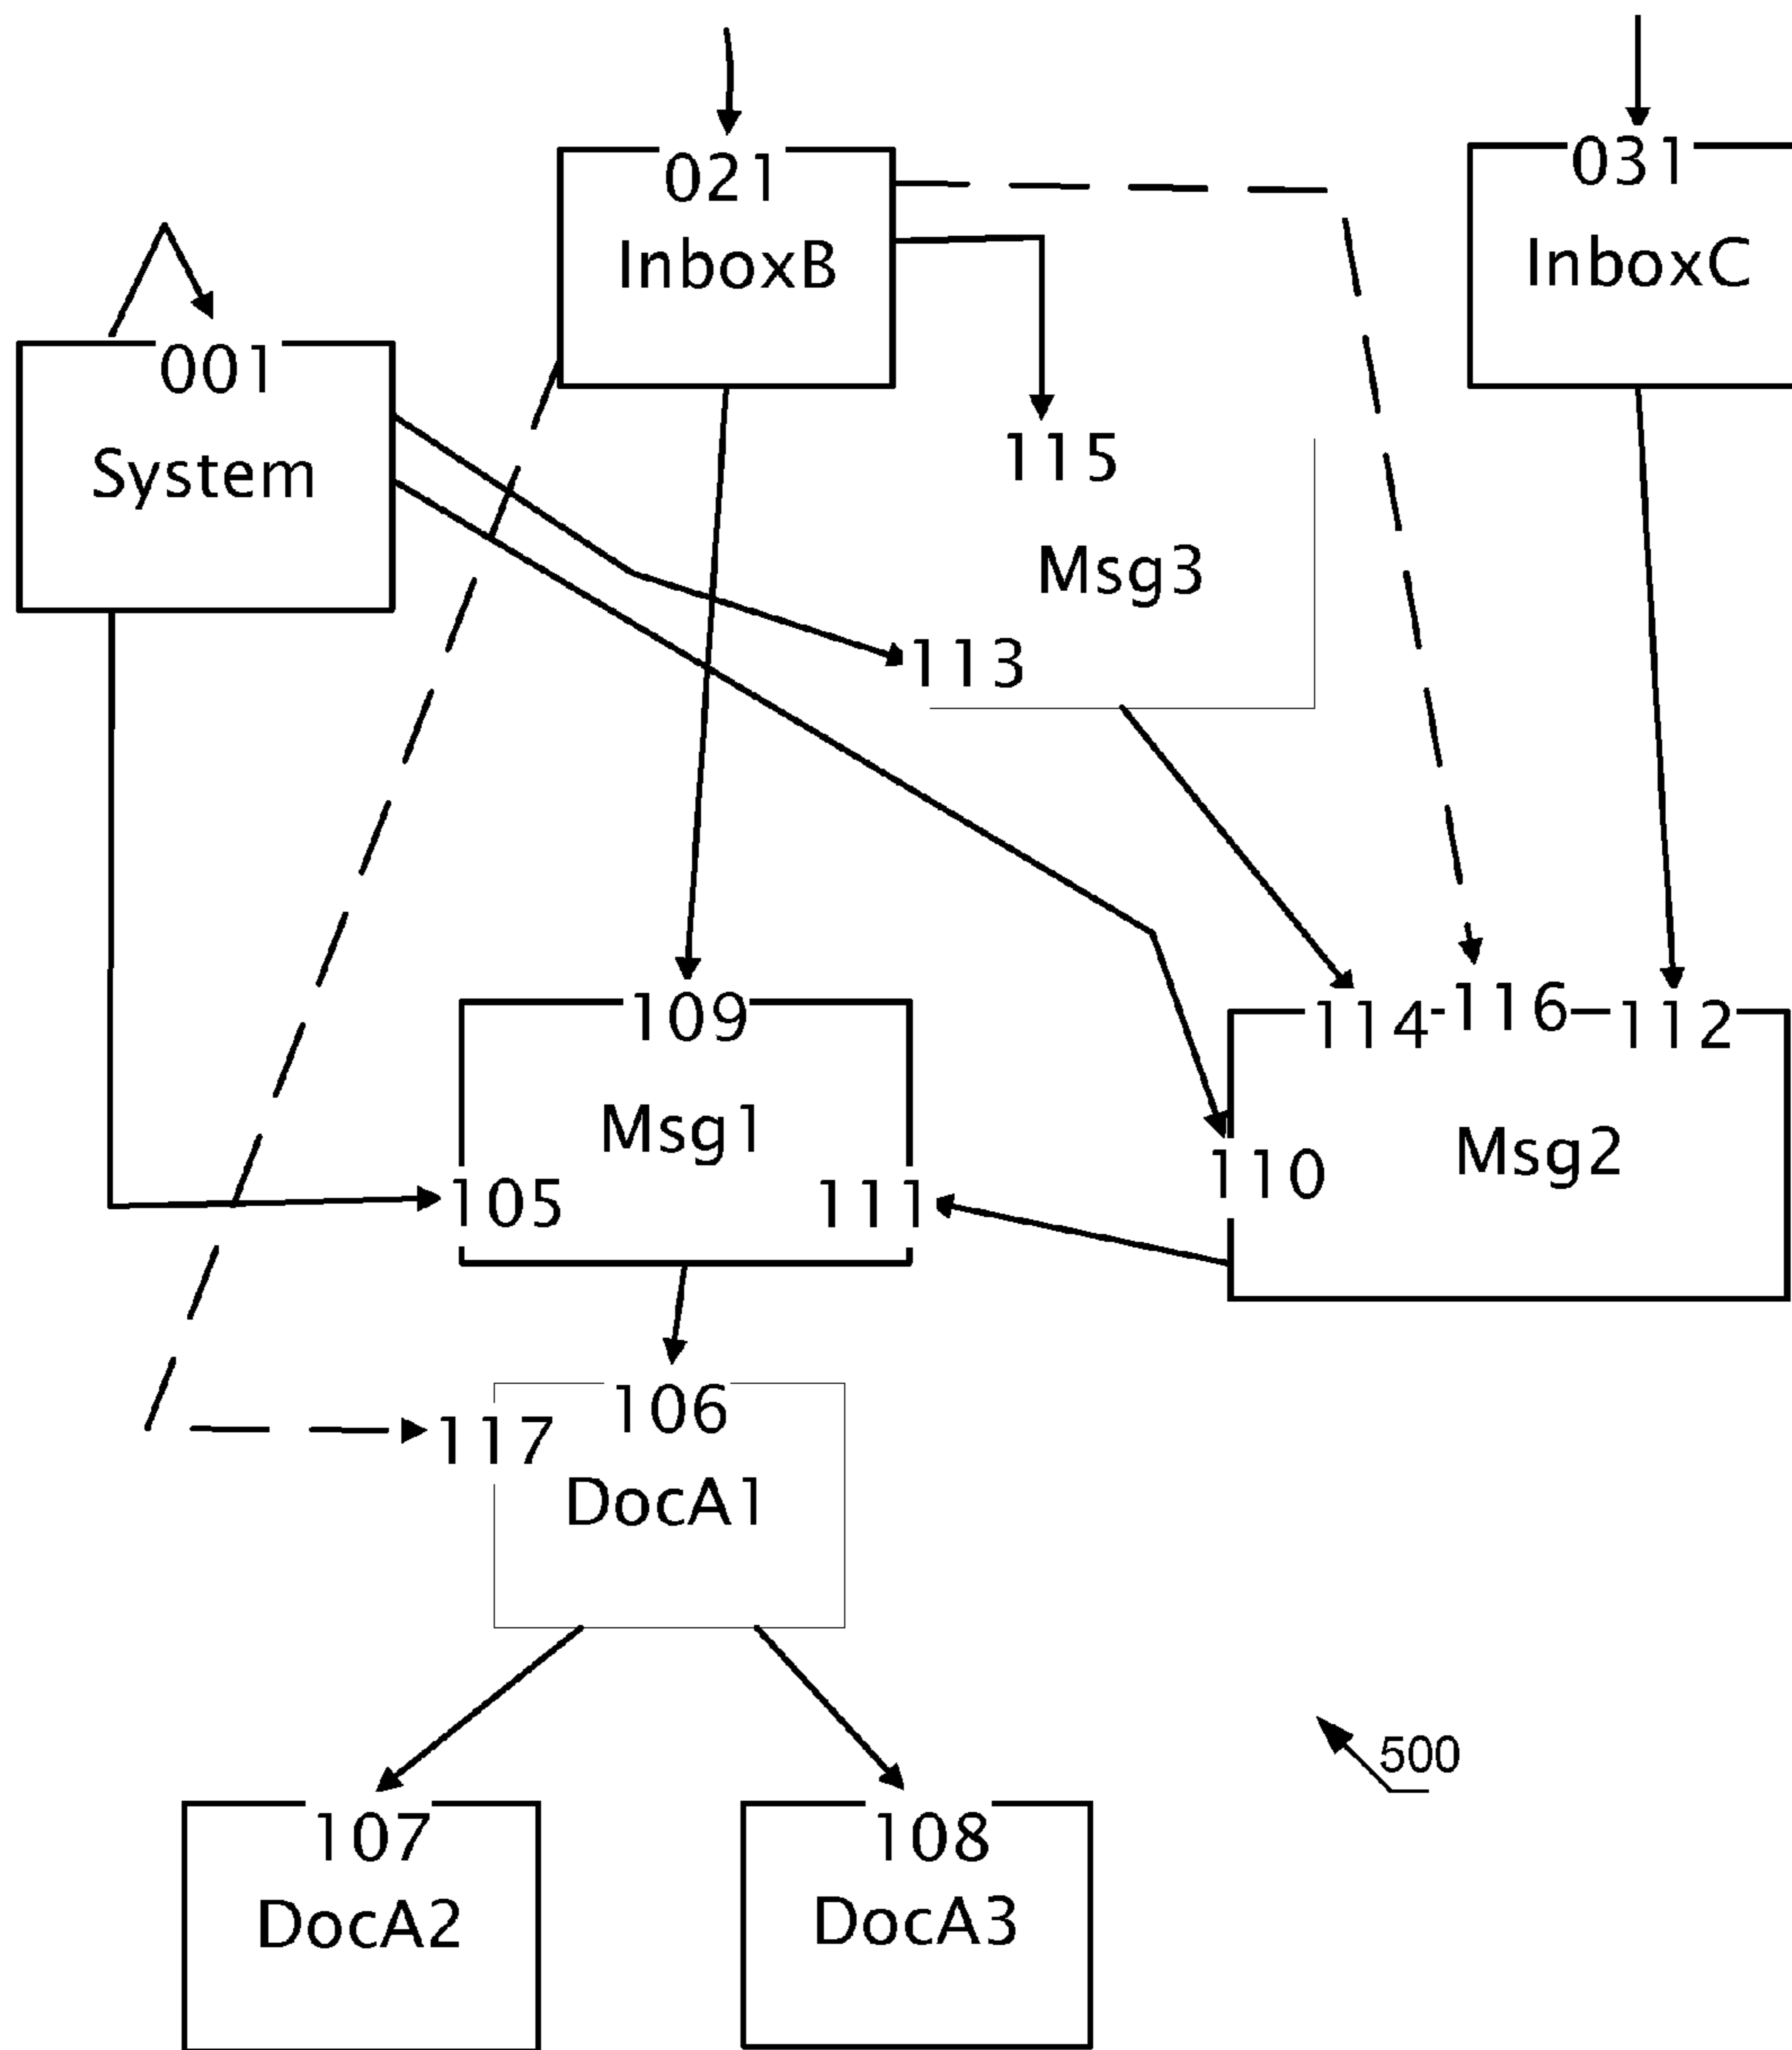 021
InboxB
031
InboxC
001
System
115
Msg3
113
109
Msg1
105 111
114 116 112
110
Msg2
106
117
DocA1
500
107
DocA2
108
DocA3